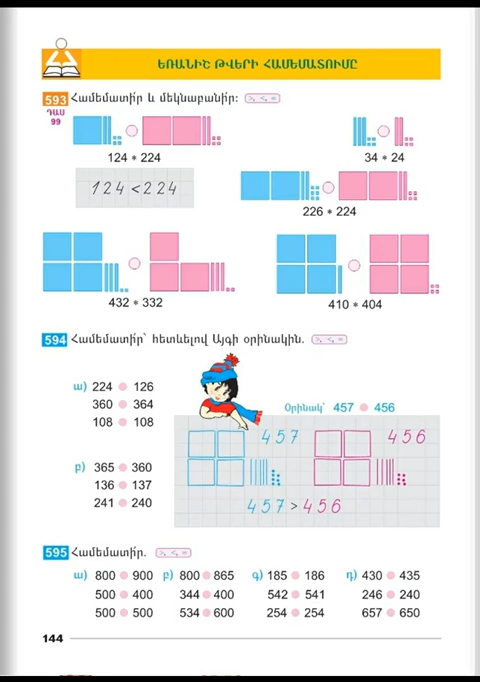 ԵՌԱՆԻՇ ԹՎԵՐԻ ՀԱՄԵՄԱՏՈՒՄԸ
593 Համեմատի՛ր և մեկնաբանի՛ր: >, <, =
ԴԱՍ
99
124 * 224 34 * 24
124 < 224
226 * 224
432 * 332 410 * 404
594 Համեմատի՛ր՝ հետևելով Այգի օրինակին. >, <, =
ա) 224 126
360 364
108 108
Օրինակ՝ 457 456
457 456
բ) 365 360
136 137
241 240
457 > 456
595 Համեմատի՛ր. >, <, =
ա) 800 900 բ) 800 865 գ) 185 186 դ) 430 435
500 400 344 400 542 541 246 240
500 500 534 600 254 254 657 650
144